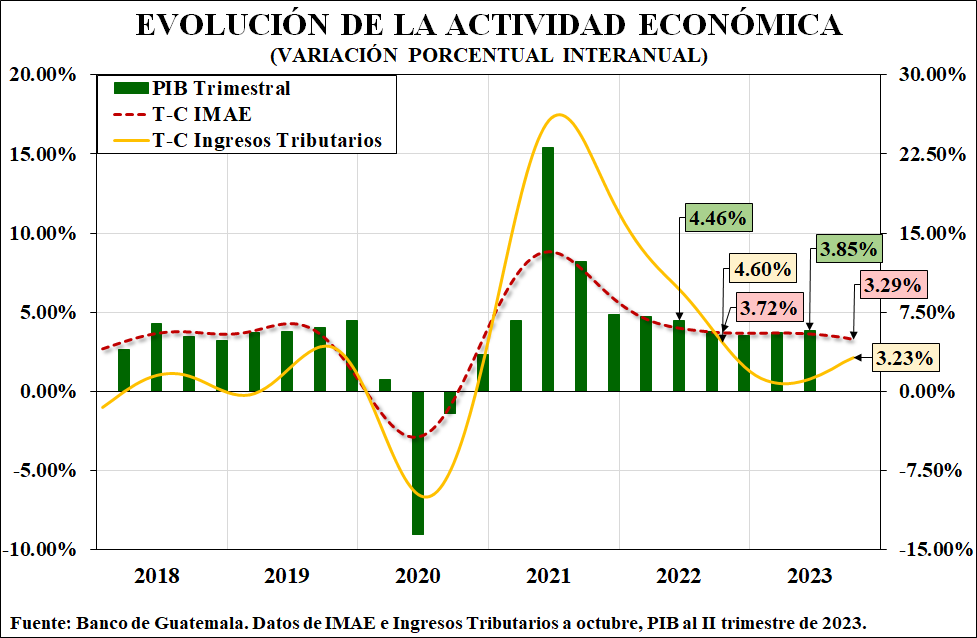 EVOLUCIÓN DE LA ACTIVIDAD ECONÓMICA
(VARIACIÓN PORCENTUAL INTERANUAL)
20.00%
30.00%
PIB Trimestral
T-C IMAE
T-C Ingresos Tributarios
15.00%
22.50%
4.46%
10.00%
15.00%
3.85%
4.60%
3.29%
3.72%
5.00%
7.50%
3.23%
0.00%
0.00%
-5.00%
-7.50%
-10.00%
-15.00%
2018 2019 2020 2021 2022 2023
Fuente: Banco de Guatemala. Datos de IMAE e Ingresos Tributarios a octubre, PIB al II trimestre de 2023.